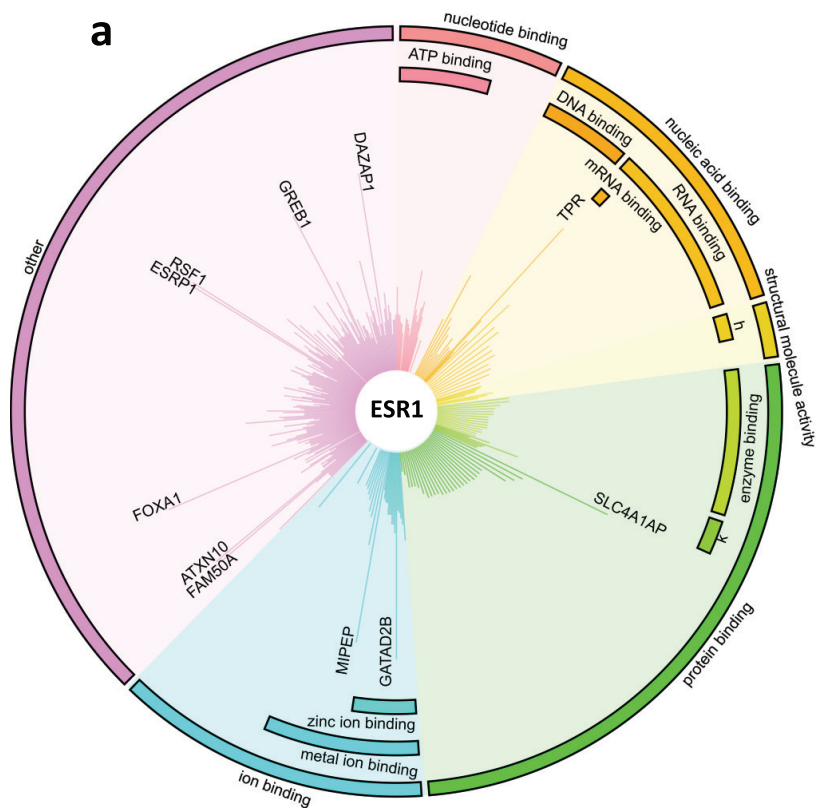 a
nucleotide binding
ATP binding
DNA binding
nucleic acid binding
mRNA binding
RNA binding
TPR
structural molecule activity
h
DAZAP1
GREB1
other
RSF1
ESRP1
ESR1
enzyme binding
SLC4A1AP
κ
FOXA1
ATXN10
FAM50A
MIPEP
GATAD2B
protein binding
zinc ion binding
metal ion binding
ion binding